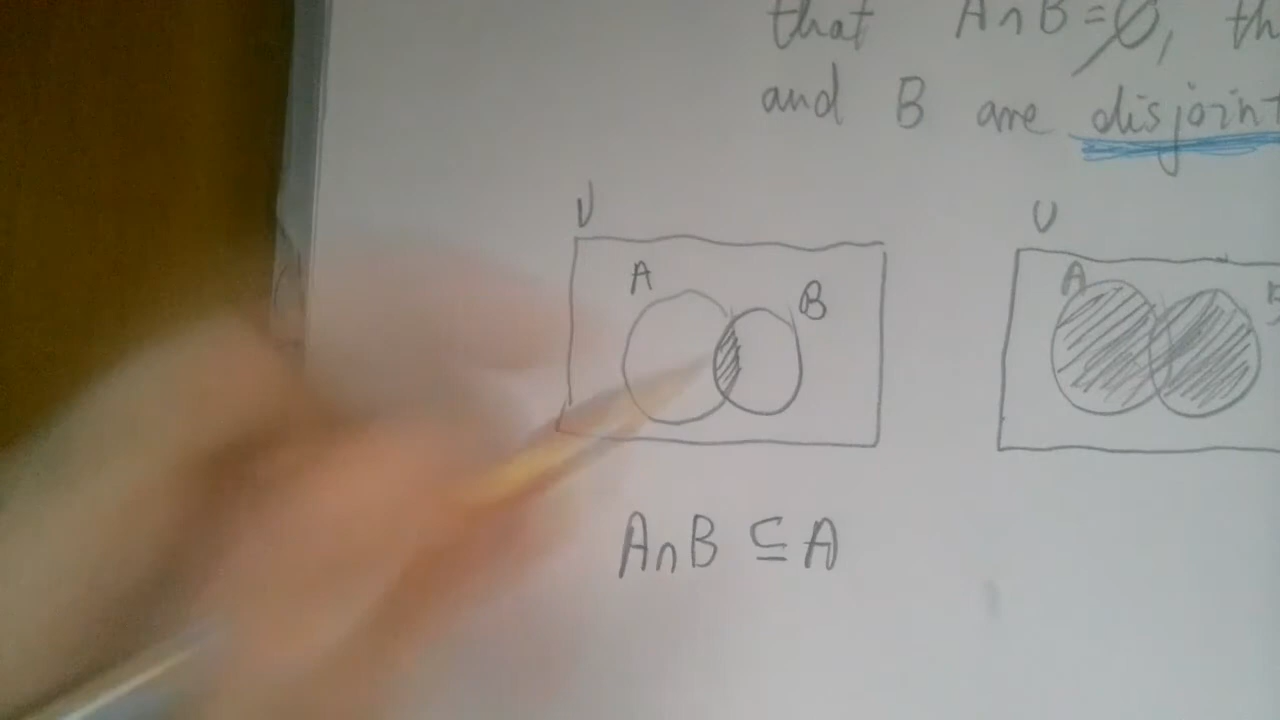 that A∩B=∅, th
and B are disjoint
U
A
B
U
A
A∩B ⊆ A